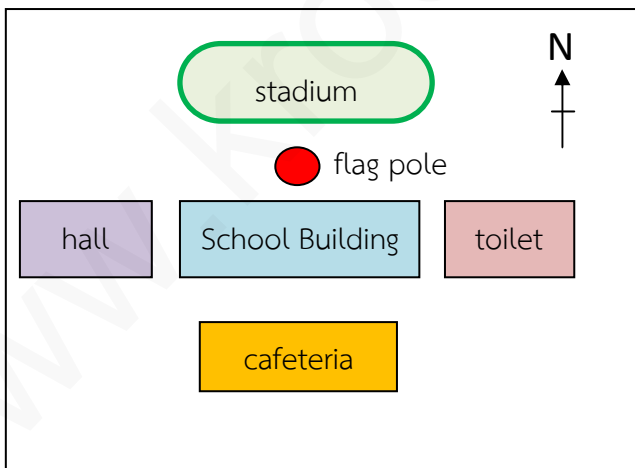 N
stadium
flag pole
hall
School Building
toilet
cafeteria